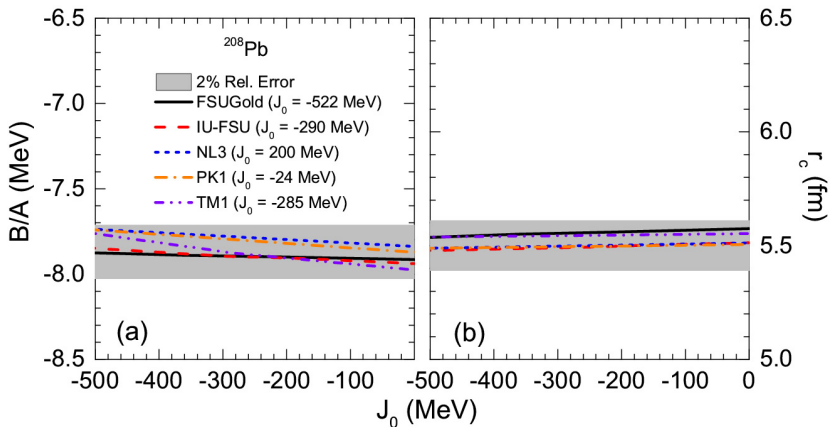 -6.5
-7.0
-7.5
-8.0
-8.5
B/A (MeV)
²⁰⁸Pb
2% Rel. Error
FSUGold (J₀ = -522 MeV)
IU-FSU (J₀ = -290 MeV)
NL3 (J₀ = 200 MeV)
PK1 (J₀ = -24 MeV)
TM1 (J₀ = -285 MeV)
(a)
(b)
6.5
6.0
5.5
5.0
r_c (fm)
-500 -400 -300 -200 -100 -500 -400 -300 -200 -100 0
J₀ (MeV)